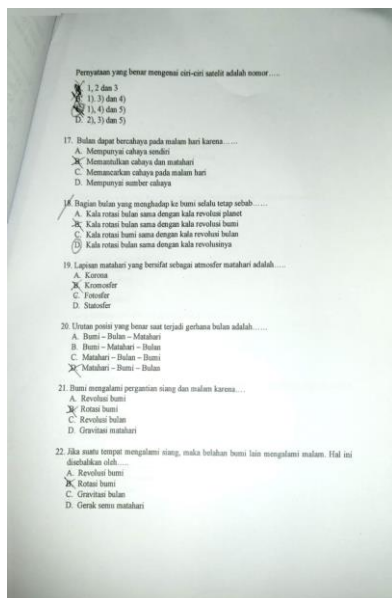 Pernyataan yang benar mengenai ciri-ciri satelit adalah nomor.....
A. 1, 2 dan 3
B. 1). 3) dan 4)
C. 1), 4) dan 5)
D. 2), 3) dan 5)
17. Bulan dapat bercahaya pada malam hari karena......
A. Mempunyai cahaya sendiri
B. Memantulkan cahaya dan matahari
C. Memancarkan cahaya pada malam hari
D. Mempunyai sumber cahaya
18. Bagian bulan yang menghadap ke bumi selalu tetap sebab......
A. Kala rotasi bulan sama dengan kala revolusi planet
B. Kala rotasi bulan sama dengan kala revolusi bumi
C. Kala rotasi bumi sama dengan kala revolusi bulan
D. Kala rotasi bulan sama dengan kala revolusinya
19. Lapisan matahari yang bersifat sebagai atmosfer matahari adalah.....
A. Korona
B. Kromosfer
C. Fotosfer
D. Statosfer
20. Urutan posisi yang benar saat terjadi gerhana bulan adalah......
A. Bumi – Bulan – Matahari
B. Bumi – Matahari – Bulan
C. Matahari – Bulan – Bumi
D. Matahari – Bumi – Bulan
21. Bumi mengalami pergantian siang dan malam karena....
A. Revolusi bumi
B. Rotasi bumi
C. Revolusi bulan
D. Gravitasi matahari
22. Jika suatu tempat mengalami siang, maka belahan bumi lain mengalami malam. Hal ini
disebabkan oleh.....
A. Revolusi bumi
B. Rotasi bumi
C. Gravitasi bulan
D. Gerak semu matahari